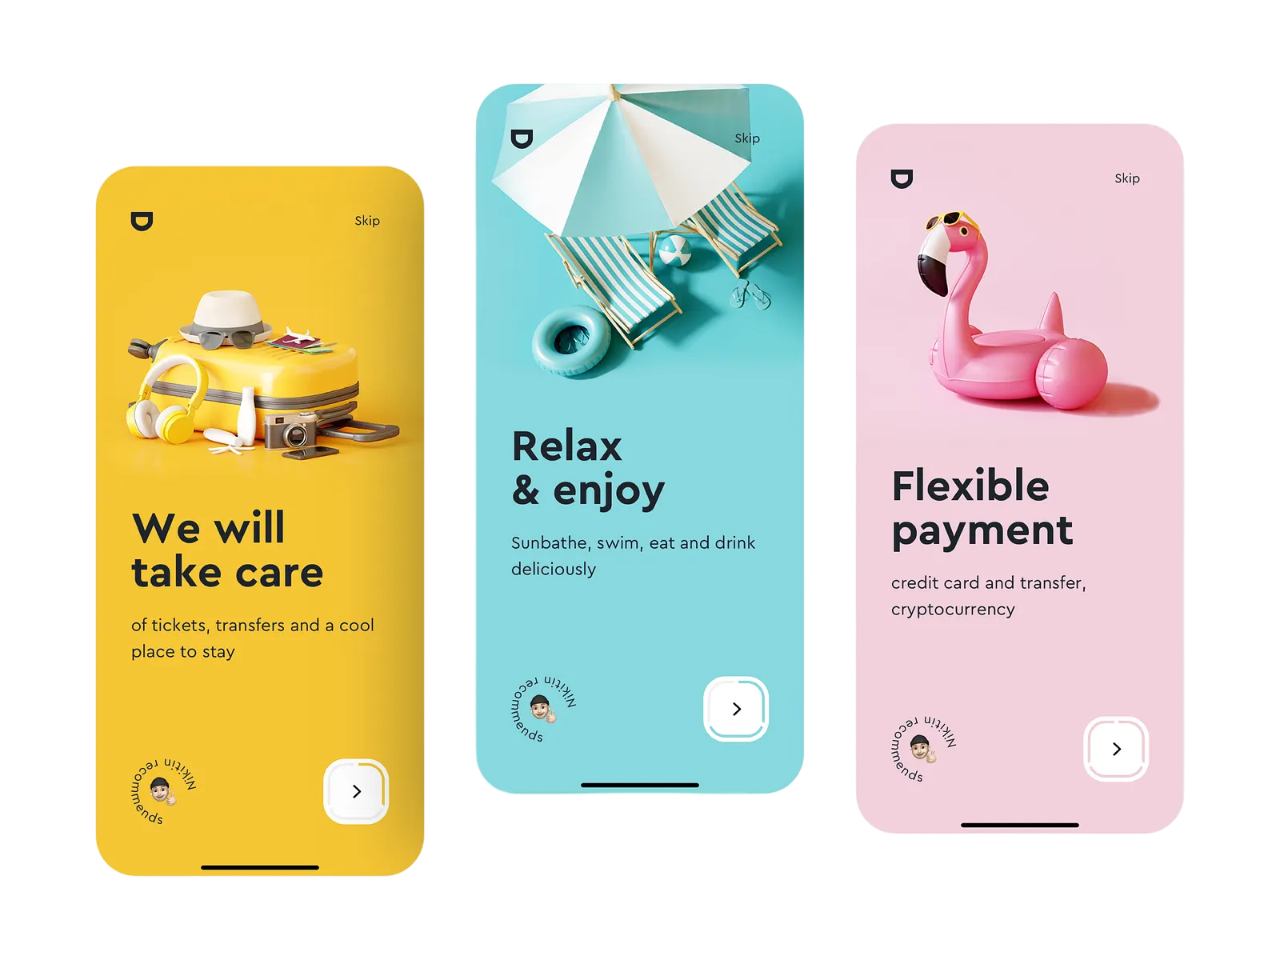 D
Skip
We will
take care
of tickets, transfers and a cool
place to stay
Nikitin recommends
D
Skip
Relax
& enjoy
Sunbathe, swim, eat and drink
deliciously
Nikitin recommends
D
Skip
Flexible
payment
credit card and transfer,
cryptocurrency
Nikitin recommends